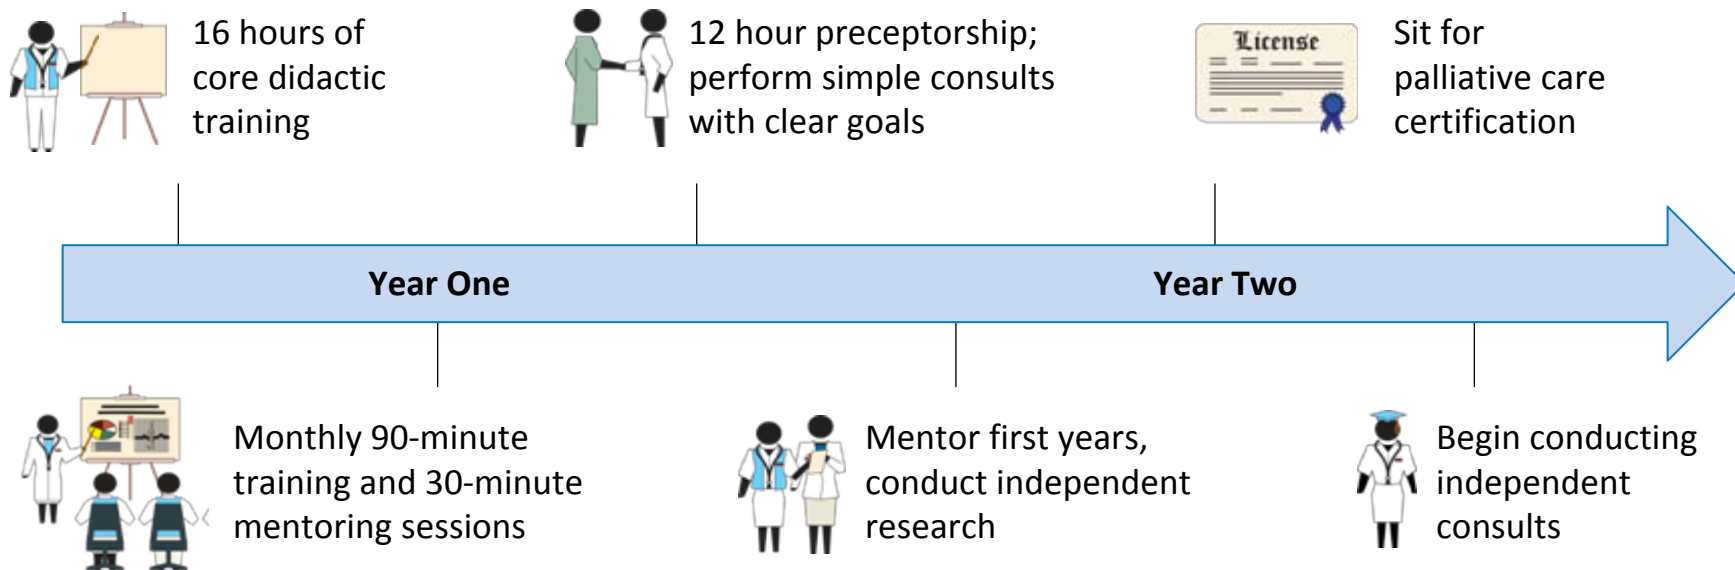 16 hours of
core didactic
training
12 hour preceptorship;
perform simple consults
with clear goals
License
Sit for
palliative care
certification
Year One
Year Two
Monthly 90-minute
training and 30-minute
mentoring sessions
Mentor first years,
conduct independent
research
Begin conducting
independent
consults